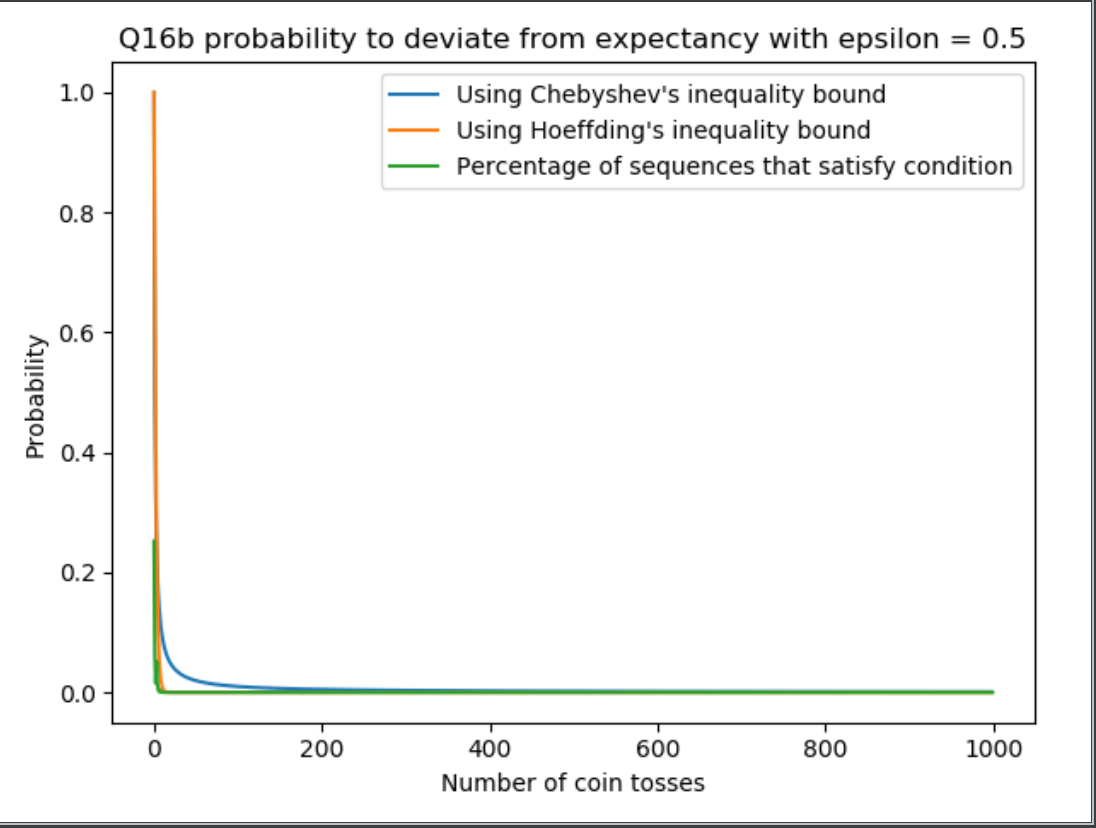 Q16b probability to deviate from expectancy with epsilon = 0.5
Using Chebyshev's inequality bound
Using Hoeffding's inequality bound
Percentage of sequences that satisfy condition
Probability
1.0
0.8
0.6
0.4
0.2
0.0
0 200 400 600 800 1000
Number of coin tosses